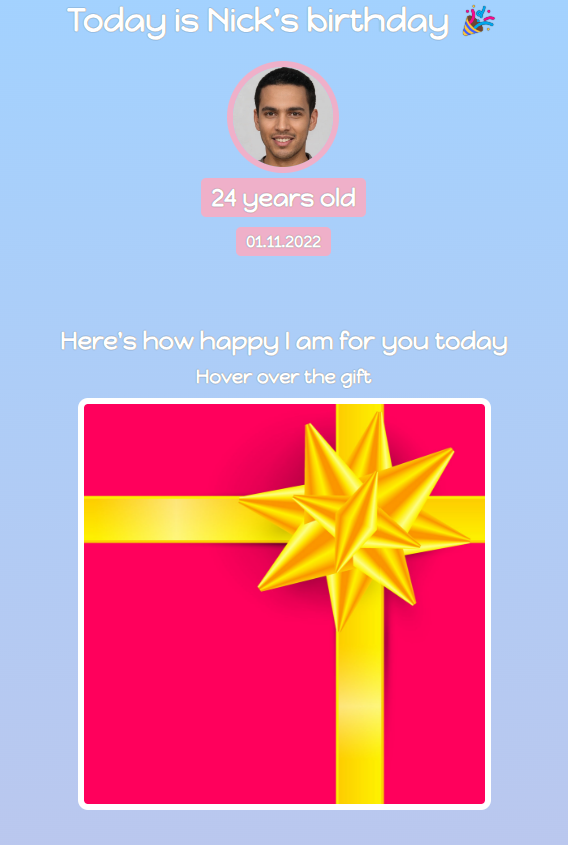 Today is Nick's birthday 🎉
24 years old
01.11.2022
Here's how happy I am for you today
Hover over the gift